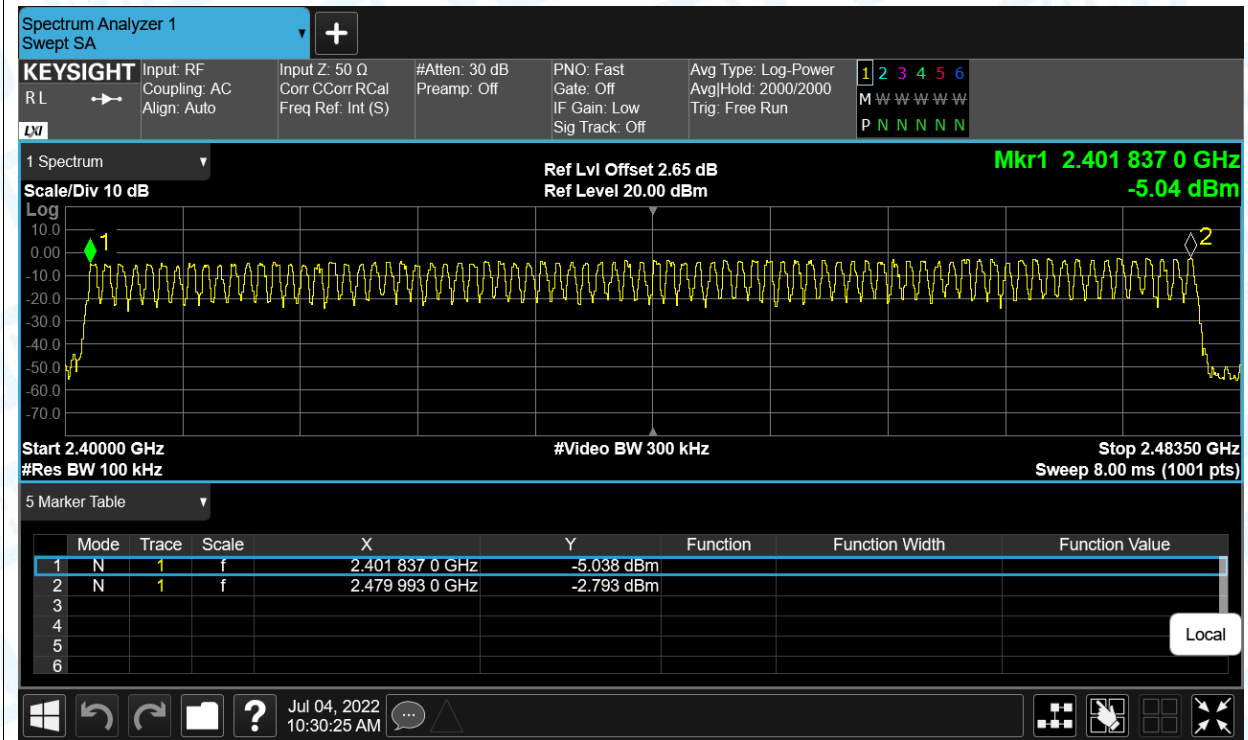 Spectrum Analyzer 1
Swept SA
KEYSIGHT
R L
LXI
Input: RF
Coupling: AC
Align: Auto
Input Z: 50 Ω
Corr CCorr RCal
Freq Ref: Int (S)
#Atten: 30 dB
Preamp: Off
PNO: Fast
Gate: Off
IF Gain: Low
Sig Track: Off
Avg Type: Log-Power
Avg|Hold: 2000/2000
Trig: Free Run
1 2 3 4 5 6
M W W W W W
P N N N N N
1 Spectrum
Scale/Div 10 dB
Ref Lvl Offset 2.65 dB
Ref Level 20.00 dBm
Mkr1 2.401 837 0 GHz
-5.04 dBm
Log
10.0
0.00
-10.0
-20.0
-30.0
-40.0
-50.0
-60.0
-70.0
1
2
Start 2.40000 GHz
#Video BW 300 kHz
Stop 2.48350 GHz
#Res BW 100 kHz
Sweep 8.00 ms (1001 pts)
5 Marker Table
Mode Trace Scale X Y Function Function Width Function Value
1 N 1 f 2.401 837 0 GHz -5.038 dBm
2 N 1 f 2.479 993 0 GHz -2.793 dBm
3
4
5
6
Local
?
Jul 04, 2022
10:30:25 AM